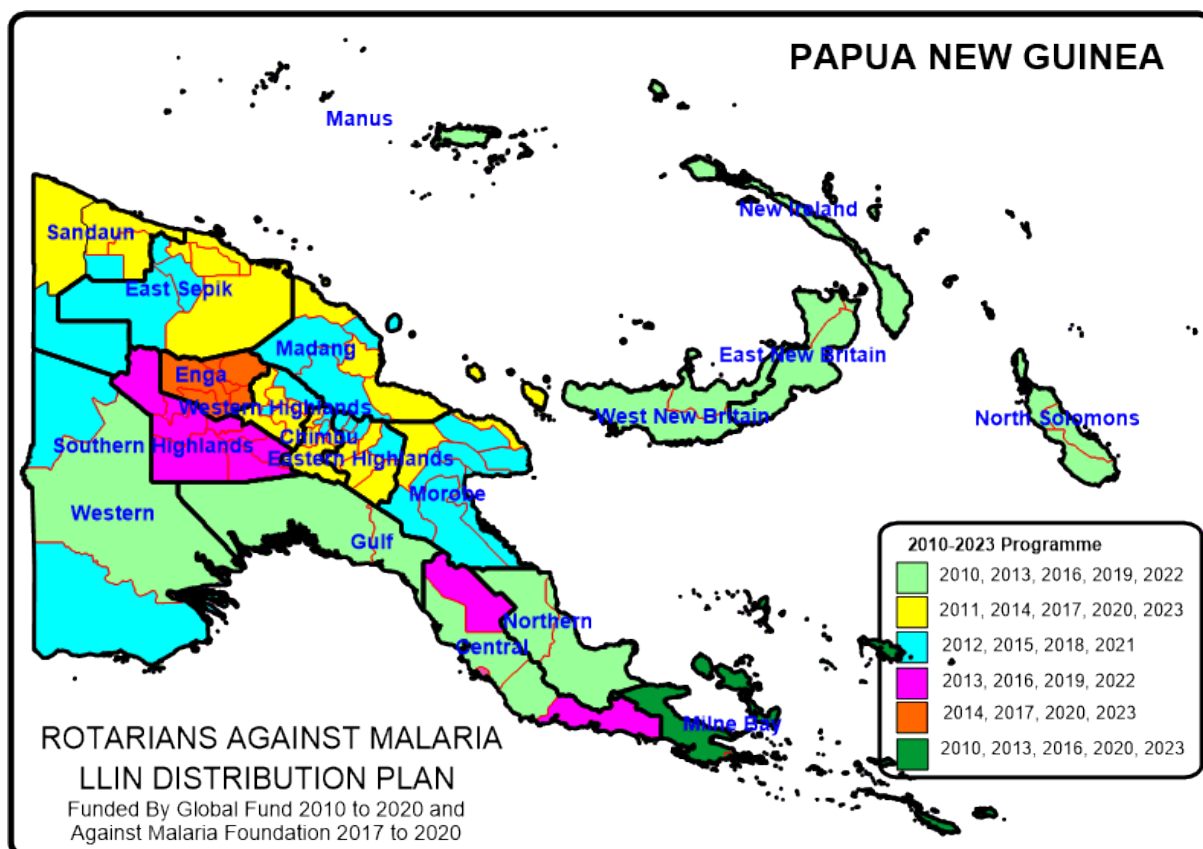 PAPUA NEW GUINEA
Manus
New Ireland
Sandaun
East Sepik
Madang
East New Britain
Enga
Western Highlands
West New Britain
North Solomons
Chimbu
Southern Highlands
Eastern Highlands
Morobe
Western
Gulf
Northern
Central
Milne Bay
2010-2023 Programme
2010, 2013, 2016, 2019, 2022
2011, 2014, 2017, 2020, 2023
2012, 2015, 2018, 2021
2013, 2016, 2019, 2022
2014, 2017, 2020, 2023
2010, 2013, 2016, 2020, 2023
ROTARIANS AGAINST MALARIA
LLIN DISTRIBUTION PLAN
Funded By Global Fund 2010 to 2020 and
Against Malaria Foundation 2017 to 2020